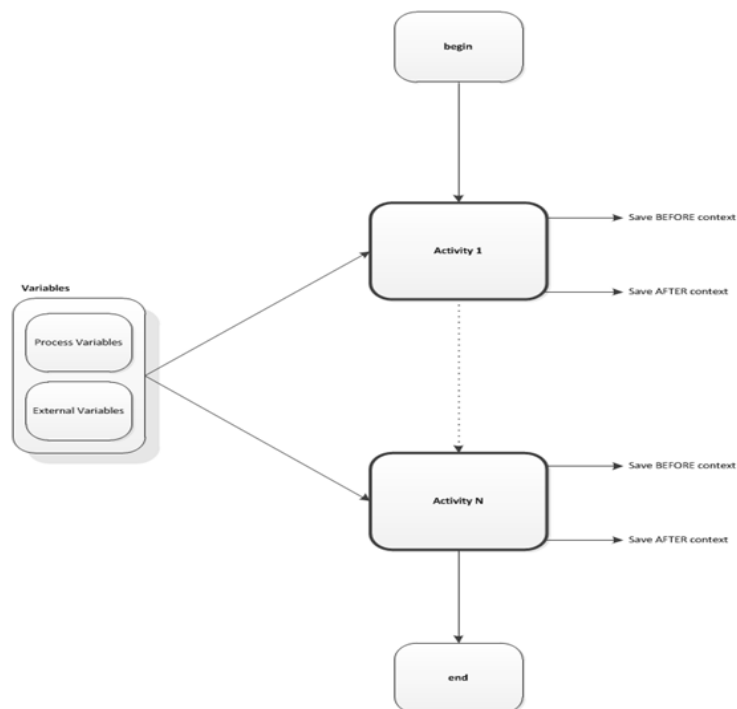 begin
Activity 1
Save BEFORE context
Save AFTER context
Variables
Process Variables
External Variables
Activity N
Save BEFORE context
Save AFTER context
end